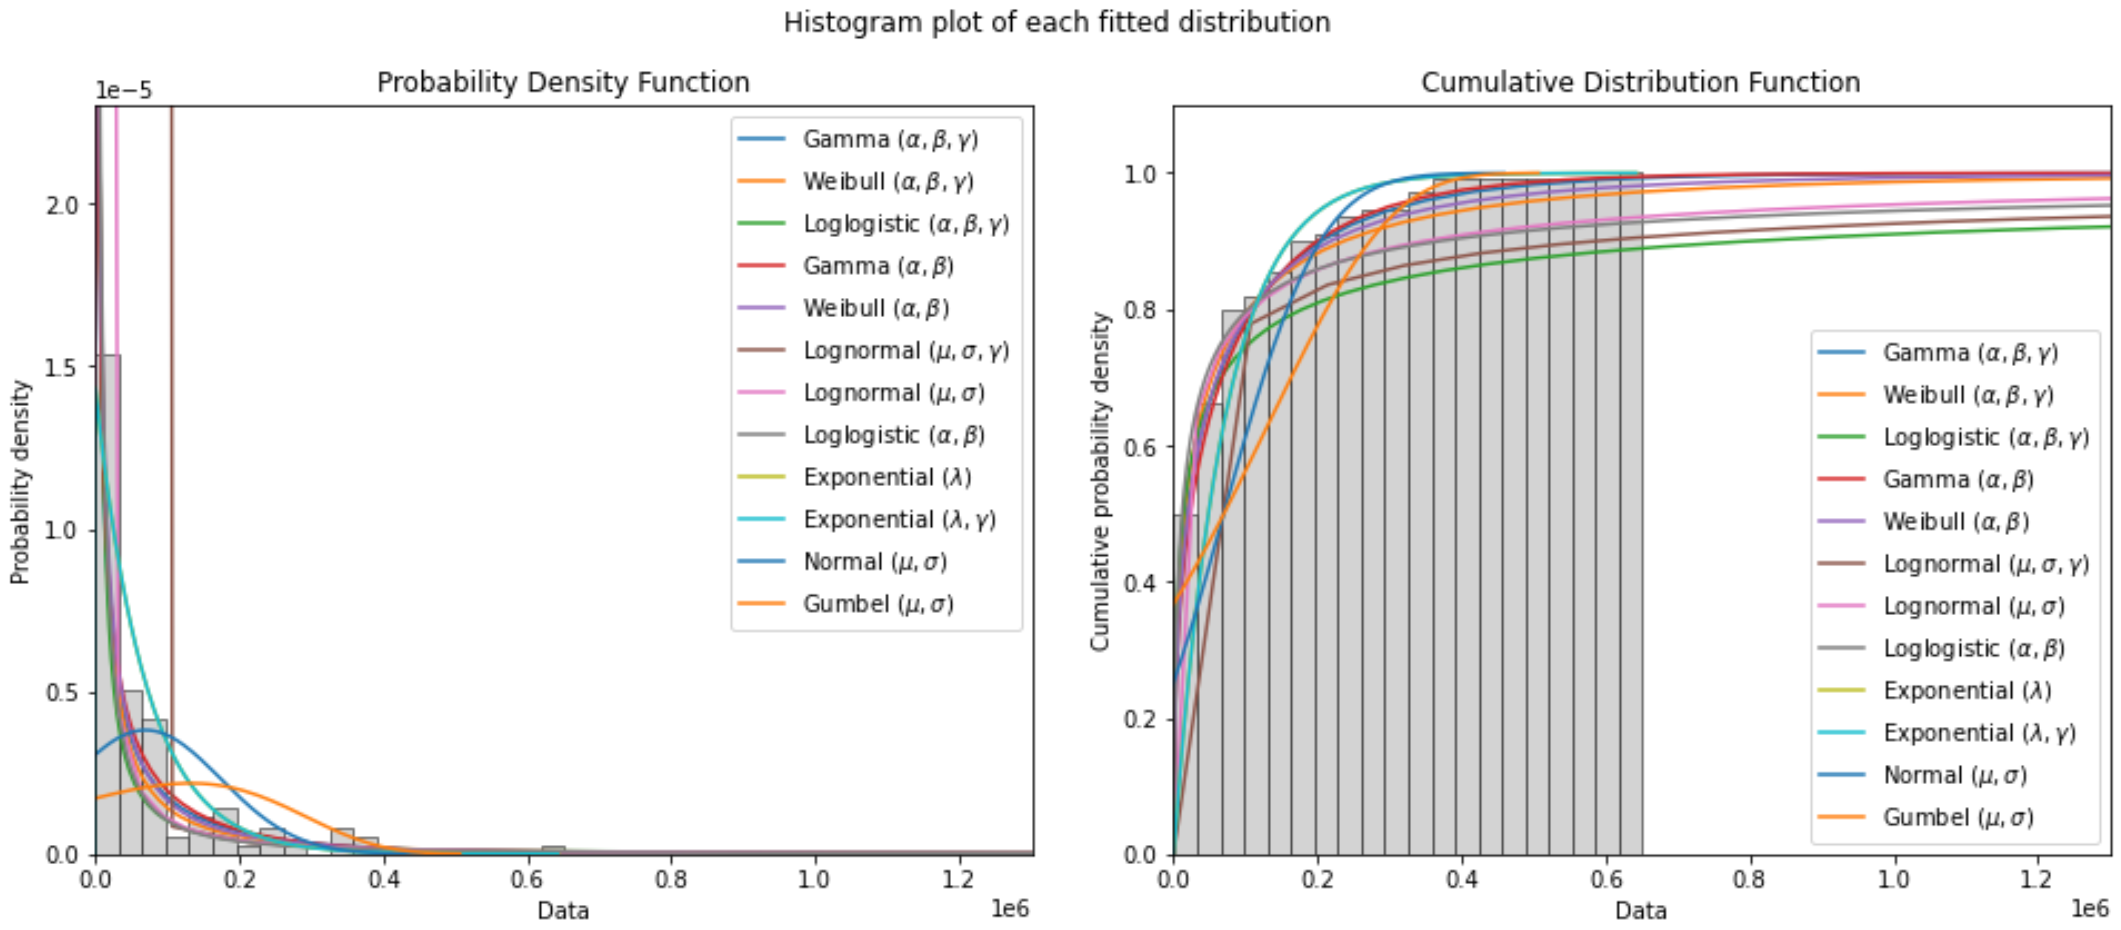 Histogram plot of each fitted distribution
Probability Density Function
1e−5
Probability density
2.0
1.5
1.0
0.5
0.0
0.0 0.2 0.4 0.6 0.8 1.0 1.2
Data
1e6
Gamma (α, β, γ)
Weibull (α, β, γ)
Loglogistic (α, β, γ)
Gamma (α, β)
Weibull (α, β)
Lognormal (μ, σ, γ)
Lognormal (μ, σ)
Loglogistic (α, β)
Exponential (λ)
Exponential (λ, γ)
Normal (μ, σ)
Gumbel (μ, σ)
Cumulative Distribution Function
Cumulative probability density
1.0
0.8
0.6
0.4
0.2
0.0
0.0 0.2 0.4 0.6 0.8 1.0 1.2
Data
1e6
Gamma (α, β, γ)
Weibull (α, β, γ)
Loglogistic (α, β, γ)
Gamma (α, β)
Weibull (α, β)
Lognormal (μ, σ, γ)
Lognormal (μ, σ)
Loglogistic (α, β)
Exponential (λ)
Exponential (λ, γ)
Normal (μ, σ)
Gumbel (μ, σ)